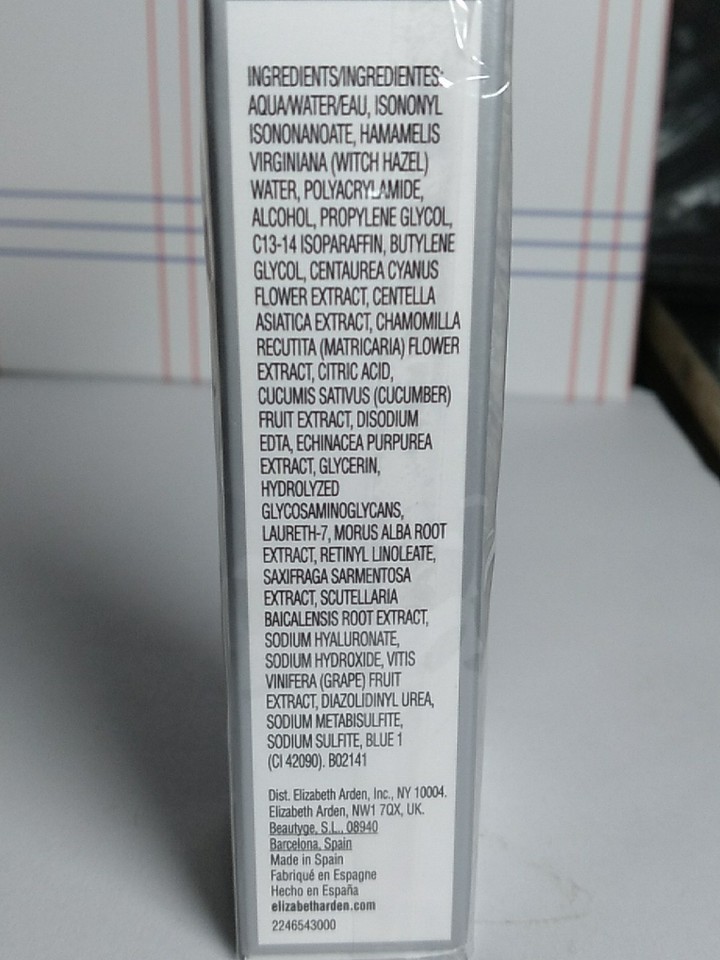 INGREDIENTS/INGREDIENTES:
AQUA/WATER/EAU, ISONONYL
ISONONANOATE, HAMAMELIS
VIRGINIANA (WITCH HAZEL)
WATER, POLYACRYLAMIDE,
ALCOHOL, PROPYLENE GLYCOL,
C13-14 ISOPARAFFIN, BUTYLENE
GLYCOL, CENTAUREA CYANUS
FLOWER EXTRACT, CENTELLA
ASIATICA EXTRACT, CHAMOMILLA
RECUTITA (MATRICARIA) FLOWER
EXTRACT, CITRIC ACID,
CUCUMIS SATIVUS (CUCUMBER)
FRUIT EXTRACT, DISODIUM
EDTA, ECHINACEA PURPUREA
EXTRACT, GLYCERIN,
HYDROLYZED
GLYCOSAMINOGLYCANS,
LAURETH-7, MORUS ALBA ROOT
EXTRACT, RETINYL LINOLEATE,
SAXIFRAGA SARMENTOSA
EXTRACT, SCUTELLARIA
BAICALENSIS ROOT EXTRACT,
SODIUM HYALURONATE,
SODIUM HYDROXIDE, VITIS
VINIFERA (GRAPE) FRUIT
EXTRACT, DIAZOLIDINYL UREA,
SODIUM METABISULFITE,
SODIUM SULFITE, BLUE 1
(CI 42090). B02141
Dist. Elizabeth Arden, Inc., NY 10004.
Elizabeth Arden, NW1 7QX, UK.
Beautyge, S.L., 08940
Barcelona, Spain
Made in Spain
Fabriqué en Espagne
Hecho en España
elizabetharden.com
2246543000